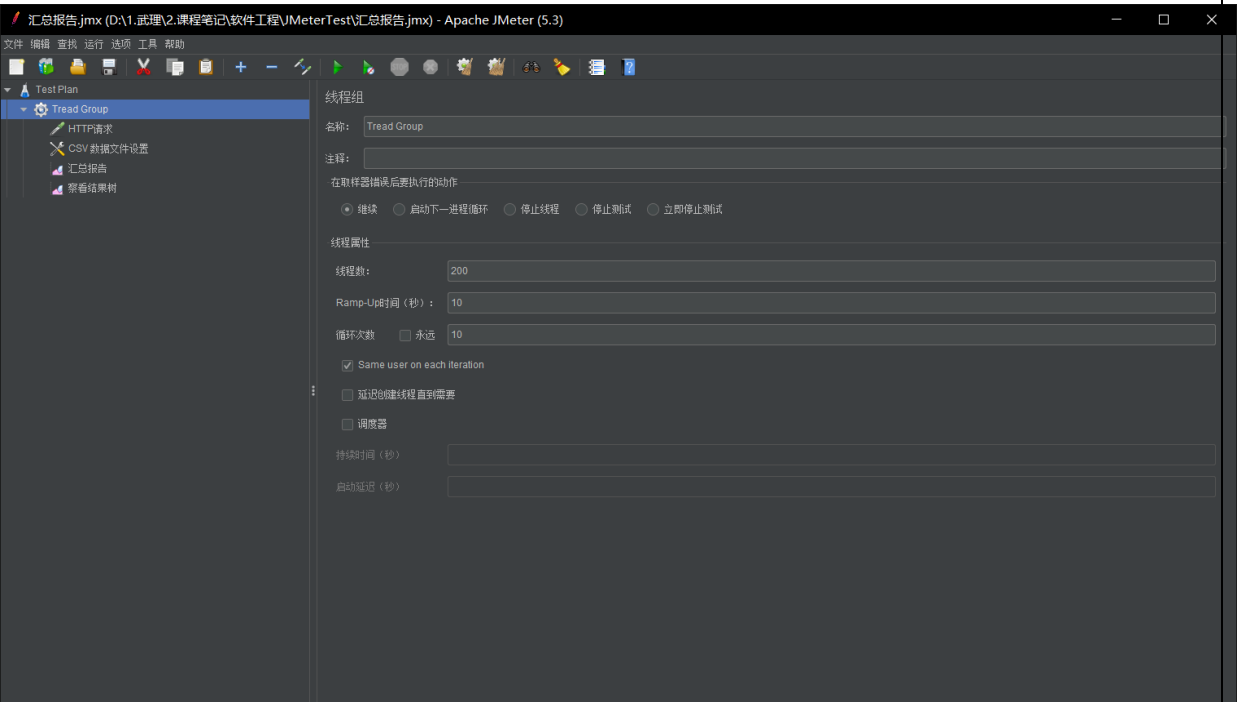 汇总报告.jmx (D:\1.武理\2.课程笔记\软件工程\JMeterTest\汇总报告.jmx) - Apache JMeter (5.3)
文件 编辑 查找 运行 选项 工具 帮助
Test Plan
Tread Group
HTTP请求
CSV 数据文件设置
汇总报告
察看结果树
线程组
名称： Tread Group
注释：
在取样器错误后要执行的动作
继续 启动下一进程循环 停止线程 停止测试 立即停止测试
线程属性
线程数： 200
Ramp-Up时间（秒）： 10
循环次数 永远 10
Same user on each iteration
延迟创建线程直到需要
调度器
持续时间（秒）
启动延迟（秒）